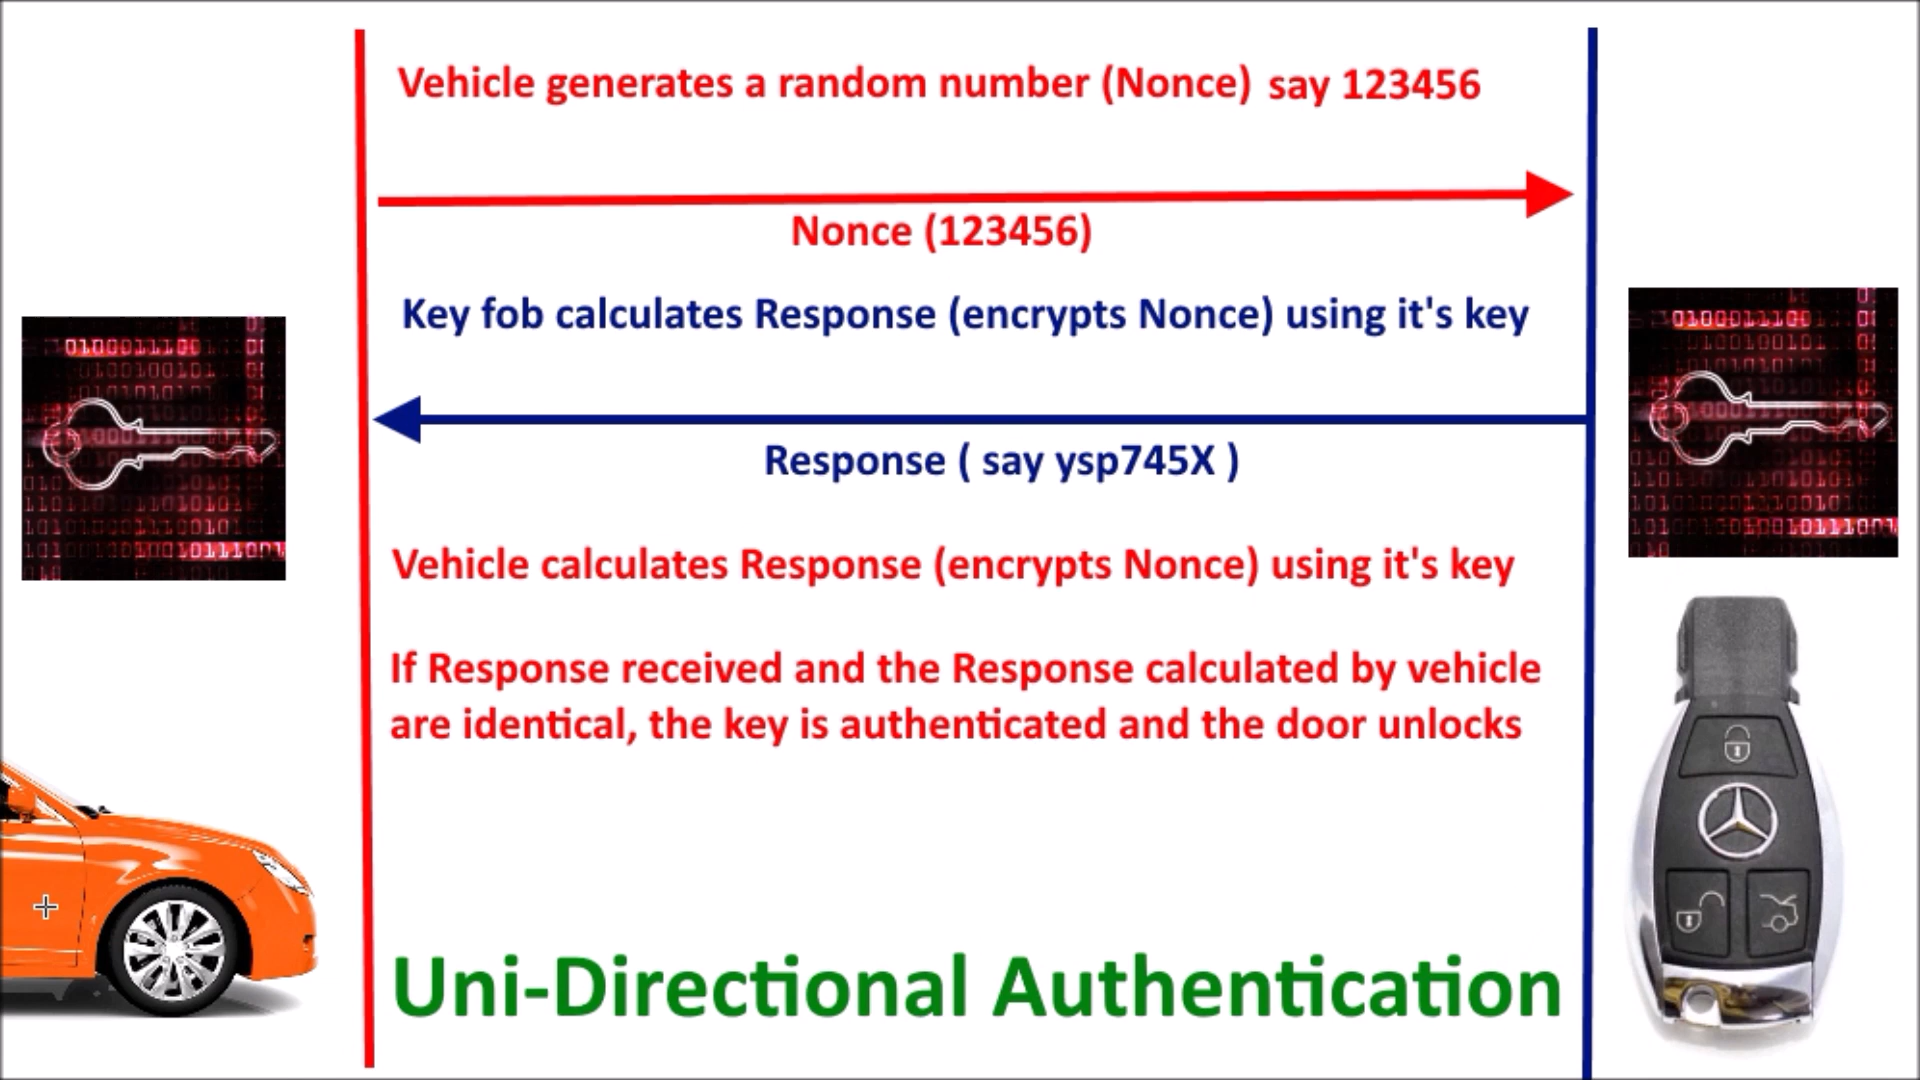 Vehicle generates a random number (Nonce) say 123456
Nonce (123456)
Key fob calculates Response (encrypts Nonce) using it's key
Response ( say ysp745X )
Vehicle calculates Response (encrypts Nonce) using it's key
If Response received and the Response calculated by vehicle
are identical, the key is authenticated and the door unlocks
Uni-Directional Authentication